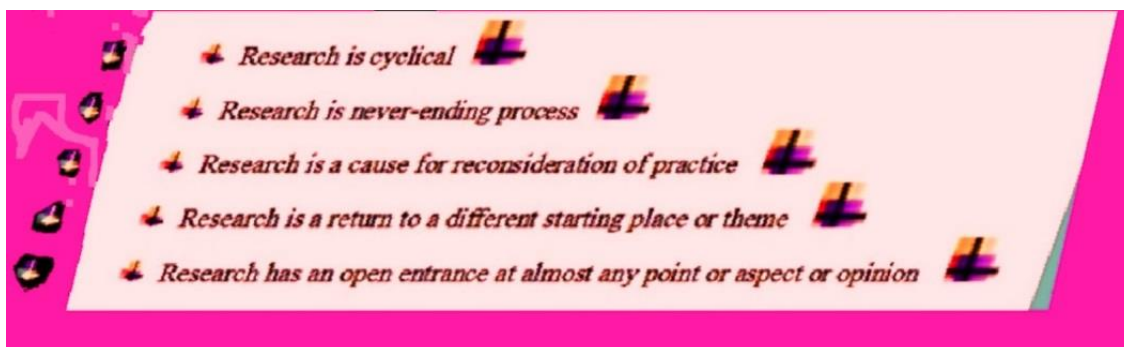 Research is cyclical
Research is never-ending process
Research is a cause for reconsideration of practice
Research is a return to a different starting place or theme
Research has an open entrance at almost any point or aspect or opinion